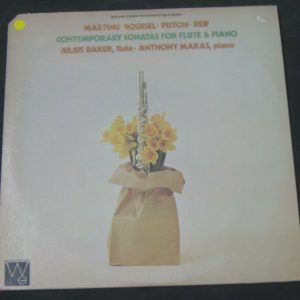 MARTINU · ROUSSEL · PISTON · REIF
CONTEMPORARY SONATAS FOR FLUTE & PIANO
JULIUS BAKER, flute · ANTHONY MAKAS, piano
W